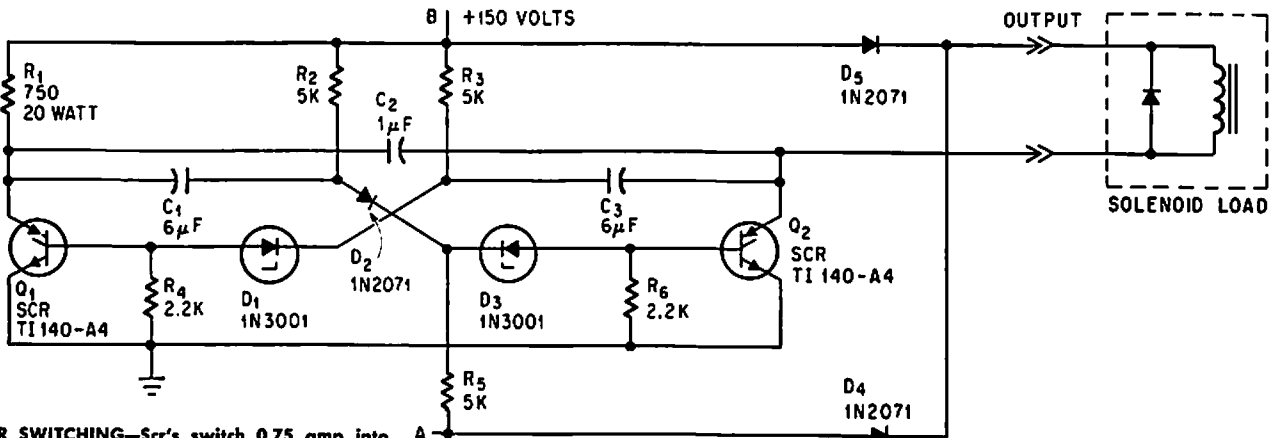 B +150 VOLTS
OUTPUT
R1
750
20 WATT
R2
5K
C2
1µF
R3
5K
D5
1N2071
C1
6µF
C3
6µF
SOLENOID LOAD
Q1
SCR
TI 140-A4
R4
2.2K
D1
1N3001
D2
1N2071
D3
1N3001
R6
2.2K
Q2
SCR
TI 140-A4
R5
5K
D4
1N2071
R SWITCHING—Scr's switch 0.75 amp into
A